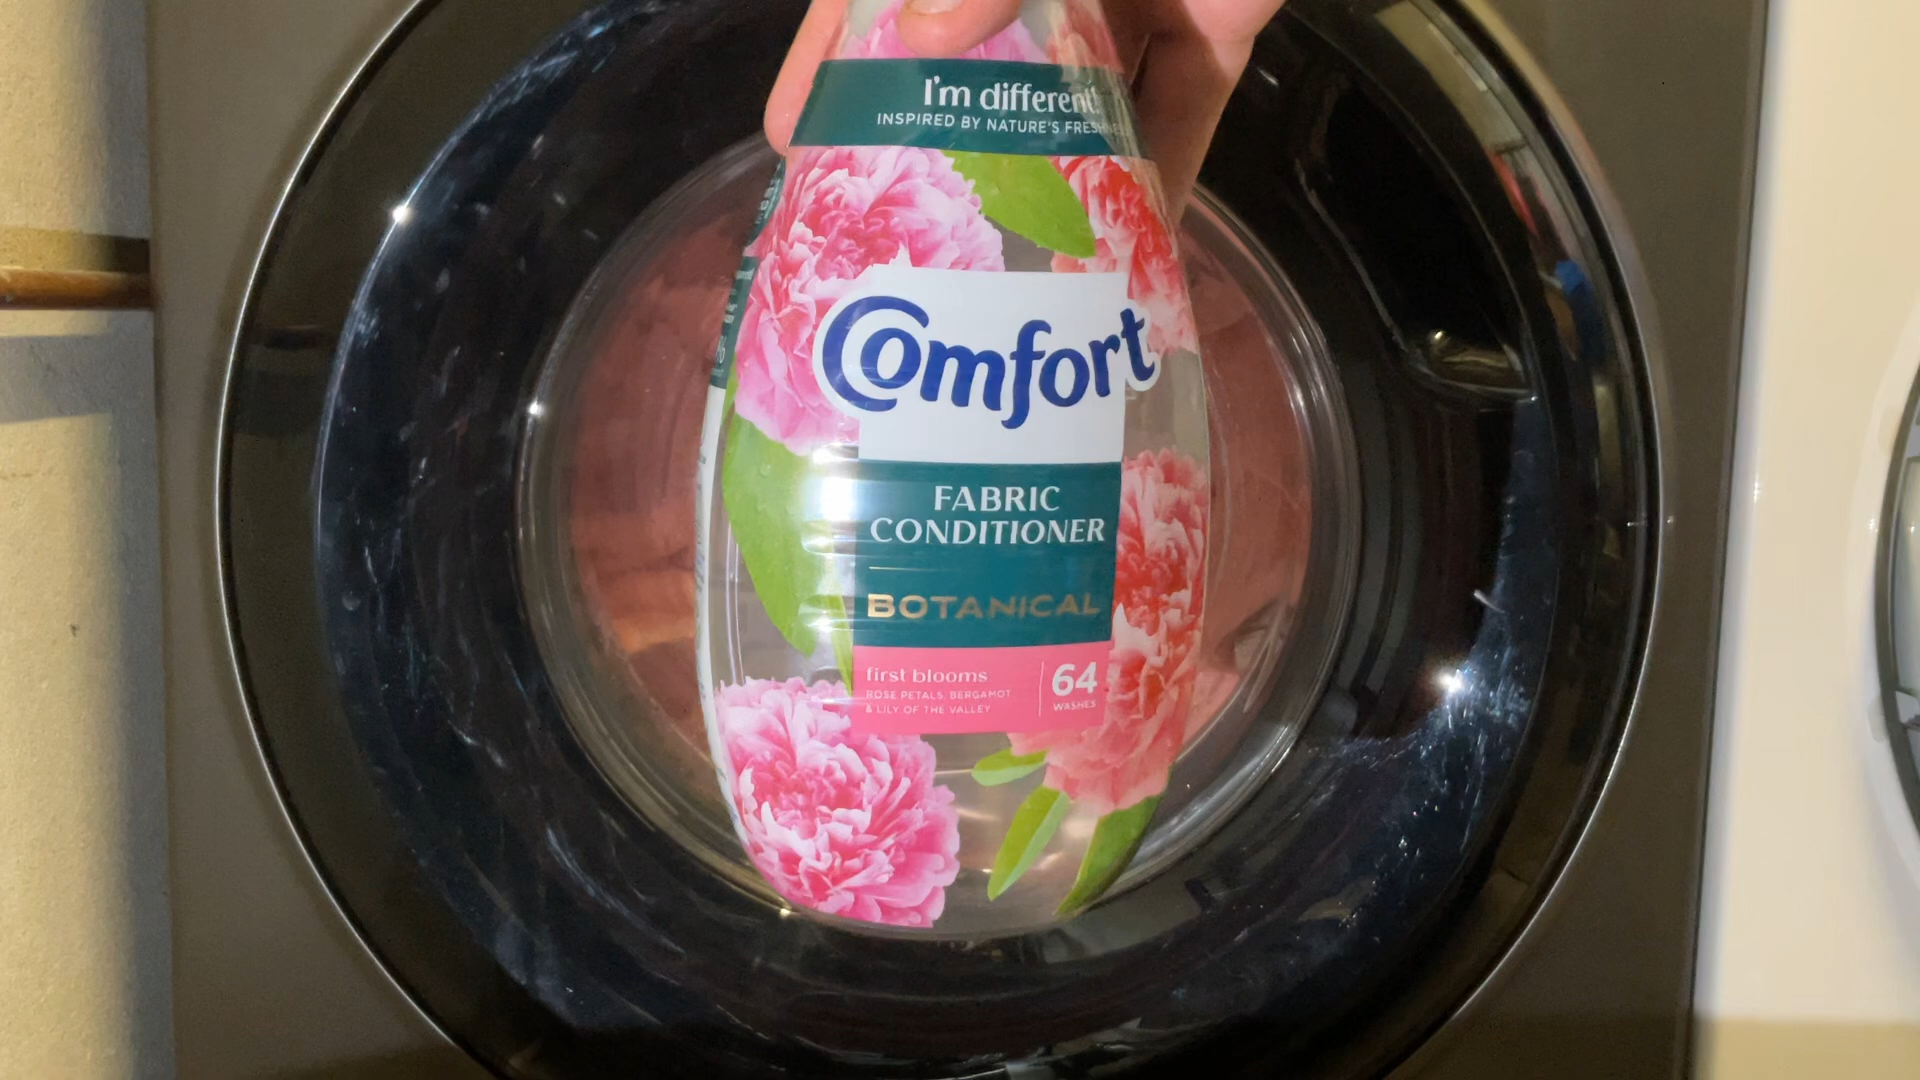 I'm different!
INSPIRED BY NATURE'S
Comfort
FABRIC
CONDITIONER
BOTANICAL
first blooms
ROSE PETALS, BERGAMOT
& LILY OF THE VALLEY
64
WASHES